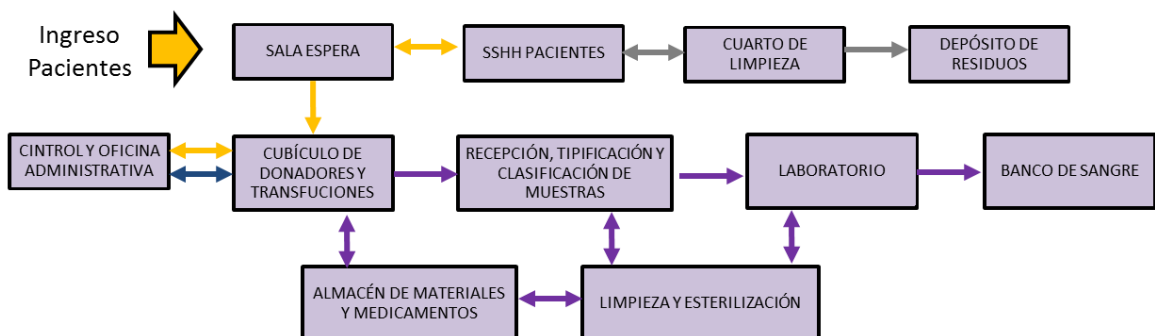 Ingreso
Pacientes
SALA ESPERA
SSHH PACIENTES
CUARTO DE
LIMPIEZA
DEPÓSITO DE
RESIDUOS
CINTROL Y OFICINA
ADMINISTRATIVA
CUBÍCULO DE
DONADORES Y
TRANSFUCIONES
RECEPCIÓN, TIPIFICACIÓN Y
CLASIFICACIÓN DE
MUESTRAS
LABORATORIO
BANCO DE SANGRE
ALMACÉN DE MATERIALES
Y MEDICAMENTOS
LIMPIEZA Y ESTERILIZACIÓN